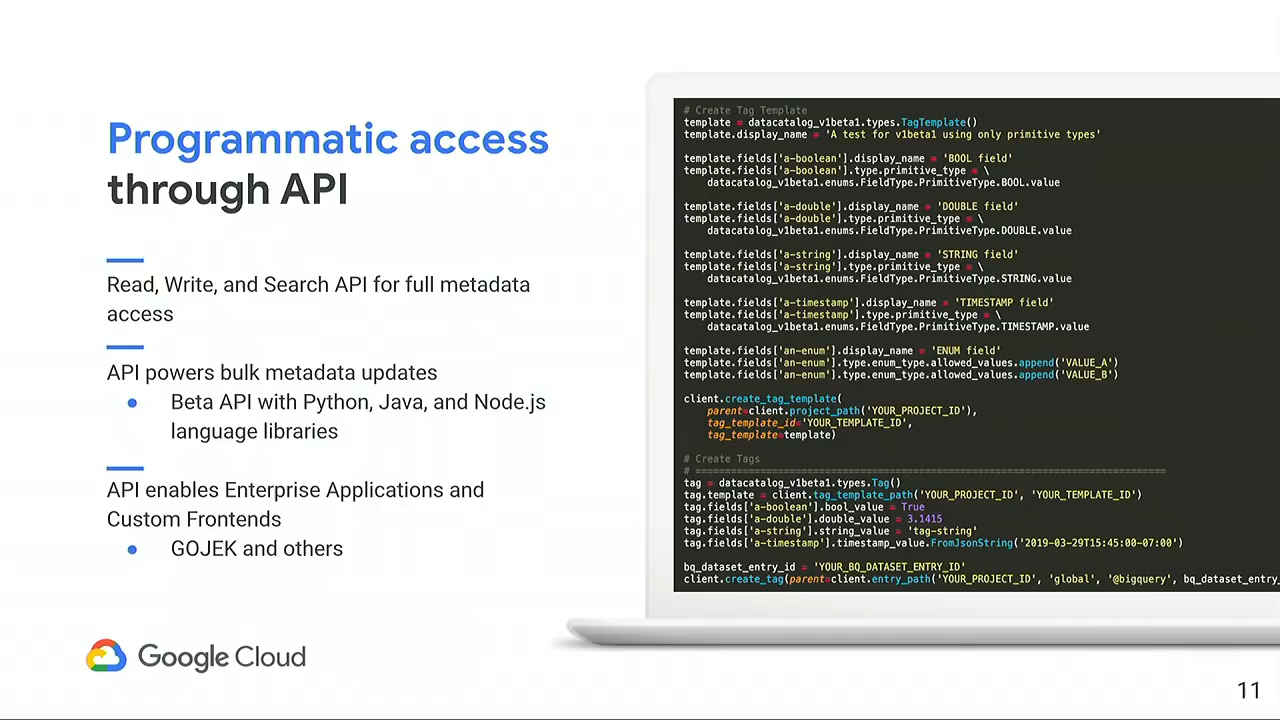 Programmatic access
through API
Read, Write, and Search API for full metadata
access
API powers bulk metadata updates
● Beta API with Python, Java, and Node.js
language libraries
API enables Enterprise Applications and
Custom Frontends
● GOJEK and others
Google Cloud
# Create Tag Template
template = datacatalog_v1beta1.types.TagTemplate()
template.display_name = 'A test for v1beta1 using only primitive types'
template.fields['a-boolean'].display_name = 'BOOL field'
template.fields['a-boolean'].type.primitive_type = \
datacatalog_v1beta1.enums.FieldType.PrimitiveType.BOOL.value
template.fields['a-double'].display_name = 'DOUBLE field'
template.fields['a-double'].type.primitive_type = \
datacatalog_v1beta1.enums.FieldType.PrimitiveType.DOUBLE.value
template.fields['a-string'].display_name = 'STRING field'
template.fields['a-string'].type.primitive_type = \
datacatalog_v1beta1.enums.FieldType.PrimitiveType.STRING.value
template.fields['a-timestamp'].display_name = 'TIMESTAMP field'
template.fields['a-timestamp'].type.primitive_type = \
datacatalog_v1beta1.enums.FieldType.PrimitiveType.TIMESTAMP.value
template.fields['an-enum'].display_name = 'ENUM field'
template.fields['an-enum'].type.enum_type.allowed_values.append('VALUE_A')
template.fields['an-enum'].type.enum_type.allowed_values.append('VALUE_B')
client.create_tag_template(
parent=client.project_path('YOUR_PROJECT_ID'),
tag_template_id='YOUR_TEMPLATE_ID',
tag_template=template)
# Create Tags
# ===========================================================================
tag = datacatalog_v1beta1.types.Tag()
tag.template = client.tag_template_path('YOUR_PROJECT_ID', 'YOUR_TEMPLATE_ID')
tag.fields['a-boolean'].bool_value = True
tag.fields['a-double'].double_value = 3.1415
tag.fields['a-string'].string_value = 'tag-string'
tag.fields['a-timestamp'].timestamp_value.FromJsonString('2019-03-29T15:45:00-07:00')
bq_dataset_entry_id = 'YOUR_BQ_DATASET_ENTRY_ID'
client.create_tag(parent=client.entry_path('YOUR_PROJECT_ID', 'global', '@bigquery', bq_dataset_entry_
11